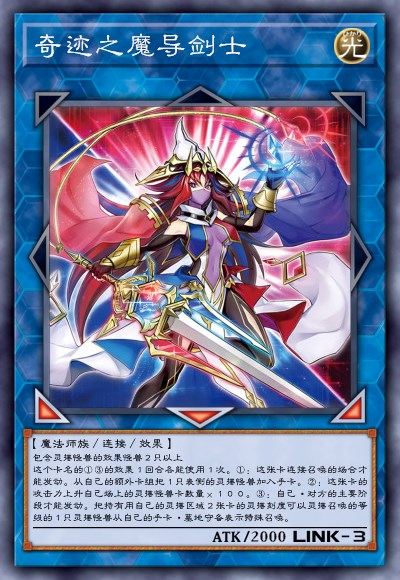 奇迹之魔导剑士
光
【魔法师族／连接／效果】
包含灵摆怪兽的效果怪兽2只以上
这个卡名的①③的效果1回合各能使用1次。①：这张卡连接召唤的场合才
能发动。从自己的额外卡组把1只表侧的灵摆怪兽加入手卡。②：这张卡的
攻击力上升自己场上的灵摆怪兽卡数量×100。③：自己·对方的主要阶
段才能发动。把持有用自己的灵摆区域2张卡的灵摆刻度可以灵摆召唤的等
级的1只灵摆怪兽从自己的手卡·墓地守备表示特殊召唤。
ATK/2000 LINK-3